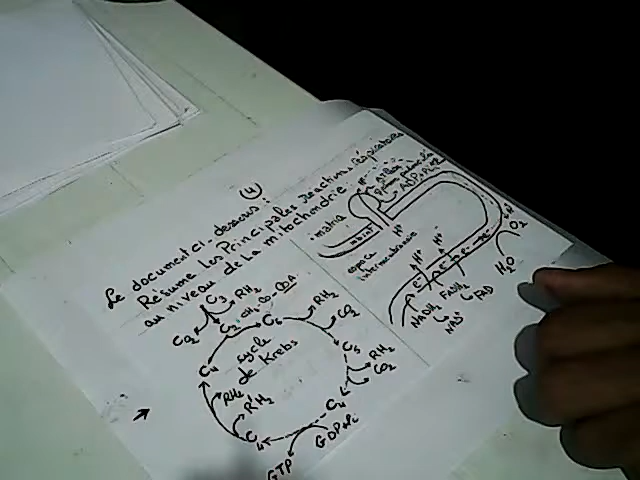 ④
Le document ci-dessous
Résume les principales réactions respiratoires
au niveau de la mitochondrie
C3
RH2
CO2
C2 CH3-CO-CoA
C6
RH2
CO2
C5
RH2
CO2
C4
GDP+Pi
GTP
C4
RH2
RH2
C4
cycle
de Krebs
matrice
espace
intermembranaire
H+
ADP+Pi
H+
H+
H+
O2
H2O
e-
NADH
NAD+
FADH2
FAD